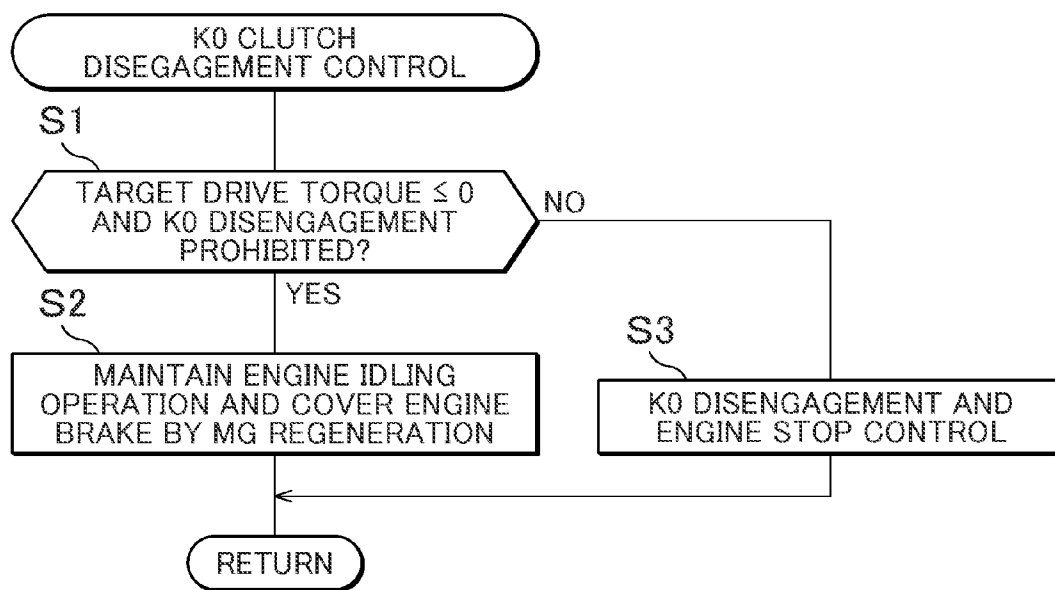 K0 CLUTCH
DISEGAGEMENT CONTROL
S1
TARGET DRIVE TORQUE ≤ 0
AND K0 DISENGAGEMENT
PROHIBITED?
NO
YES
S2
MAINTAIN ENGINE IDLING
OPERATION AND COVER ENGINE
BRAKE BY MG REGENERATION
S3
K0 DISENGAGEMENT AND
ENGINE STOP CONTROL
RETURN